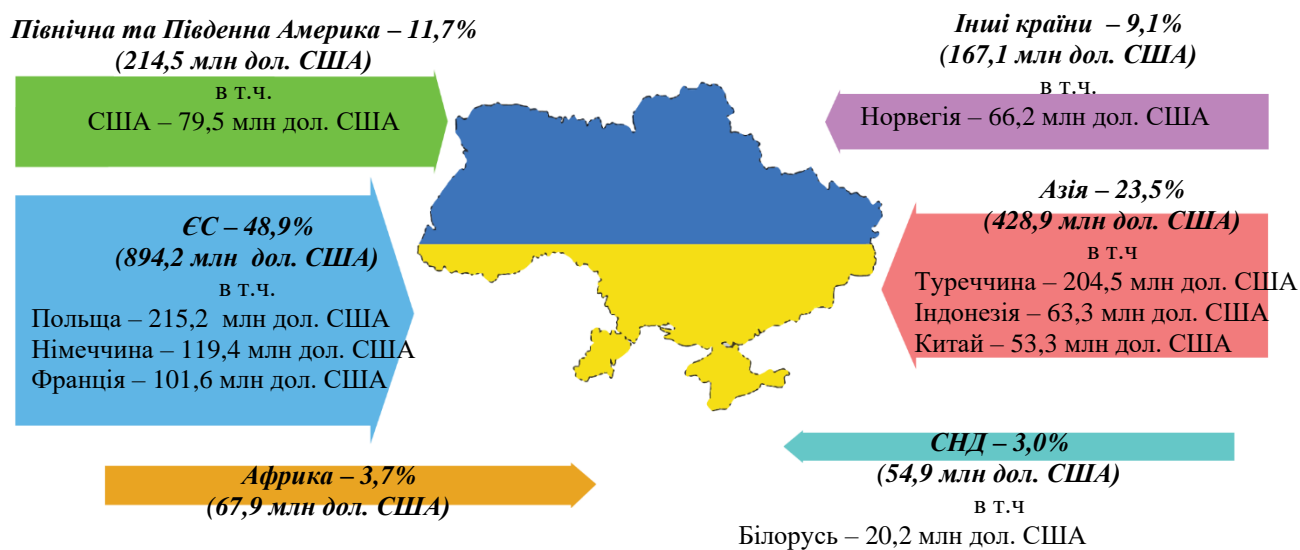 Північна та Південна Америка – 11,7%
(214,5 млн дол. США)
в т.ч.
США – 79,5 млн дол. США
Інші країни – 9,1%
(167,1 млн дол. США)
в т.ч.
Норвегія – 66,2 млн дол. США
ЄС – 48,9%
(894,2 млн дол. США)
в т.ч.
Польща – 215,2 млн дол. США
Німеччина – 119,4 млн дол. США
Франція – 101,6 млн дол. США
Азія – 23,5%
(428,9 млн дол. США)
в т.ч
Туреччина – 204,5 млн дол. США
Індонезія – 63,3 млн дол. США
Китай – 53,3 млн дол. США
Африка – 3,7%
(67,9 млн дол. США)
СНД – 3,0%
(54,9 млн дол. США)
в т.ч
Білорусь – 20,2 млн дол. США